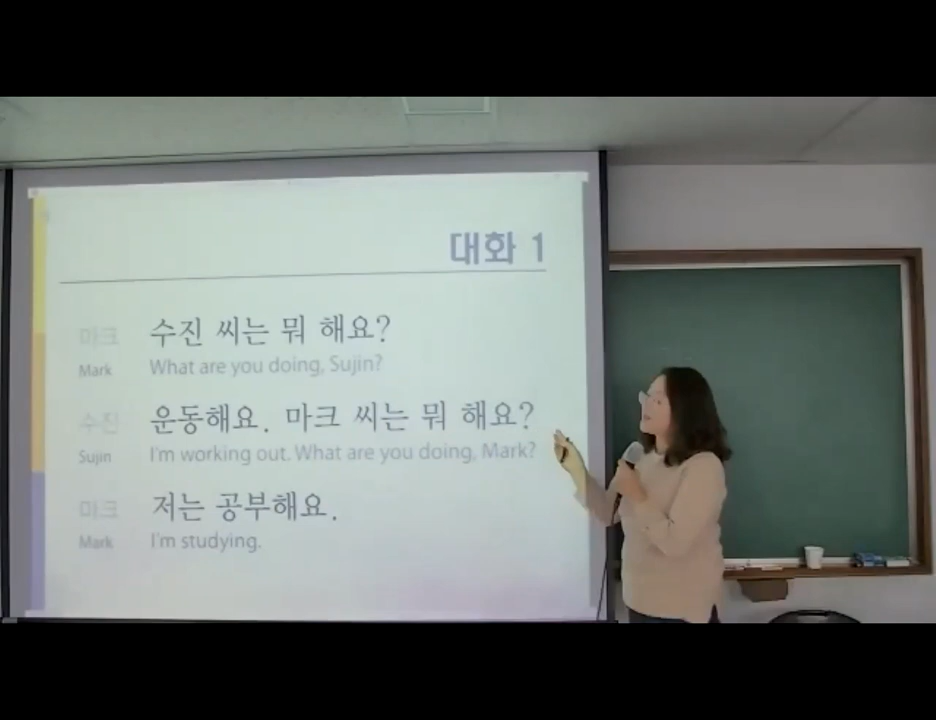 대화 1
마크 수진 씨는 뭐 해요?
Mark What are you doing, Sujin?
수진 운동해요. 마크 씨는 뭐 해요?
Sujin I'm working out. What are you doing, Mark?
마크 저는 공부해요.
Mark I'm studying.